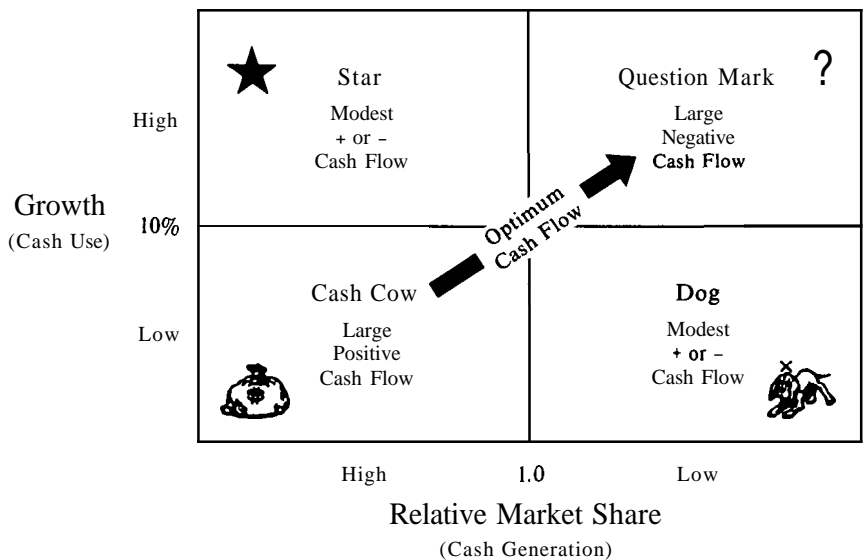 Star
Question Mark ?
High
Modest
+ or –
Cash Flow
Large
Negative
Cash Flow
Growth
(Cash Use)
10%
Optimum
Cash Flow
Low
Cash Cow
Large
Positive
Cash Flow
Dog
Modest
+ or –
Cash Flow
High
1.0
Low
Relative Market Share
(Cash Generation)